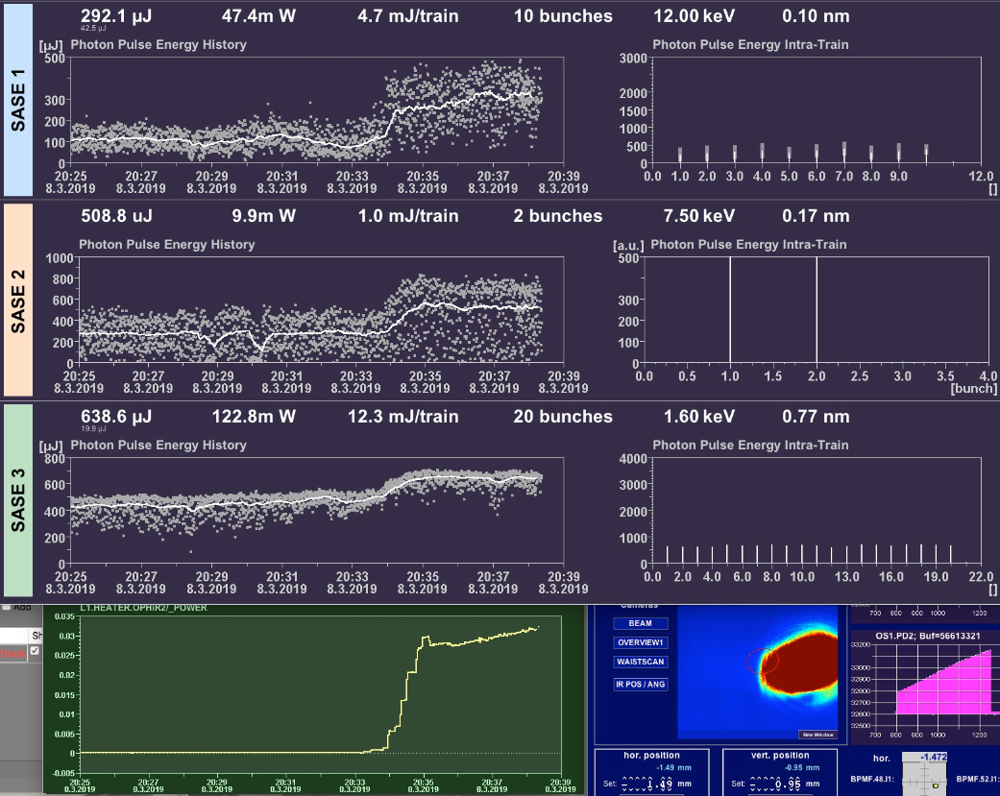 SASE 1
292.1 µJ 47.4m W 4.7 mJ/train 10 bunches 12.00 keV 0.10 nm
42.5 µJ
[µJ] Photon Pulse Energy History Photon Pulse Energy Intra-Train
500 3000
300 2000
200 1500
100 1000
0 500
0
20:25 20:27 20:29 20:31 20:33 20:35 20:37 20:39
8.3.2019 8.3.2019 8.3.2019 8.3.2019 8.3.2019 8.3.2019 8.3.2019 8.3.2019
0.0 1.0 2.0 3.0 4.0 5.0 6.0 7.0 8.0 9.0 12.0
[]
SASE 2
508.8 uJ 9.9m W 1.0 mJ/train 2 bunches 7.50 keV 0.17 nm
Photon Pulse Energy History [a.u.] Photon Pulse Energy Intra-Train
1000 500
800 300
600 200
400 100
200 0
0
20:25 20:27 20:29 20:31 20:33 20:35 20:37 20:39
8.3.2019 8.3.2019 8.3.2019 8.3.2019 8.3.2019 8.3.2019 8.3.2019 8.3.2019
0.0 0.5 1.0 1.5 2.0 2.5 3.0 3.5 4.0
[bunch]
SASE 3
638.6 µJ 122.8m W 12.3 mJ/train 20 bunches 1.60 keV 0.77 nm
19.9 µJ
[µJ] Photon Pulse Energy History Photon Pulse Energy Intra-Train
800 4000
600 3000
400 2000
200 1000
0 0
20:25 20:27 20:29 20:31 20:33 20:35 20:37 20:39
8.3.2019 8.3.2019 8.3.2019 8.3.2019 8.3.2019 8.3.2019 8.3.2019 8.3.2019
0.0 2.0 4.0 6.0 8.0 10.0 12.0 14.0 16.0 18.0 22.0
[]
Add
Sh
TRAIN
L1.HEATER.OPHIR2/_POWER
0.035
0.03
0.025
0.02
0.015
0.01
0.005
0
-0.005
20:25 20:27 20:29 20:31 20:33 20:35 20:36 20:38 20:39
8.3.2019 8.3.2019 8.3.2019 8.3.2019 8.3.2019 8.3.2019 8.3.2019 8.3.2019 8.3.2019
Cameras
BEAM
OVERVIEW1
WAISTSCAN
IR POS / ANG
New Window
700 800 900 1000 1200
OS1.PD2; Buf=56613321
33200
33000
32900
32800
32700
32600
32500
700 800 900 1000 1200
hor. position
-1.49 mm
Set: 1.49 mm
vert. position
-0.95 mm
Set: 0.95 mm
hor. -1.472
BPMF.48.I1: BPMF.52.I1: